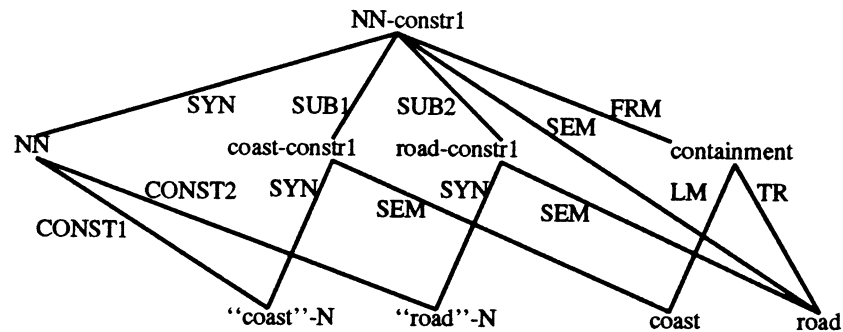 NN-constr1
SYN SUB1 SUB2 SEM FRM
NN coast-constr1 road-constr1 containment
CONST1 CONST2 SYN SEM SYN SEM LM TR
‘‘coast’’-N ‘‘road’’-N coast road